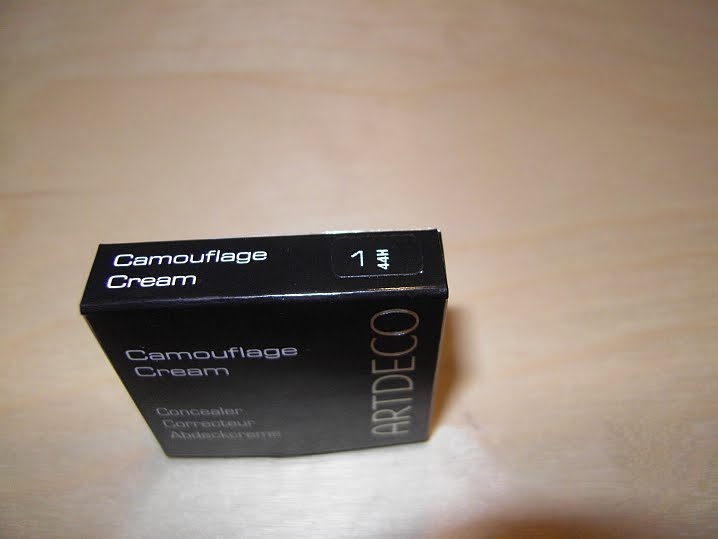 Camouflage
Cream
1
44H
Camouflage
Cream
Concealer
Correcteur
Abdeckcreme
ARTDECO